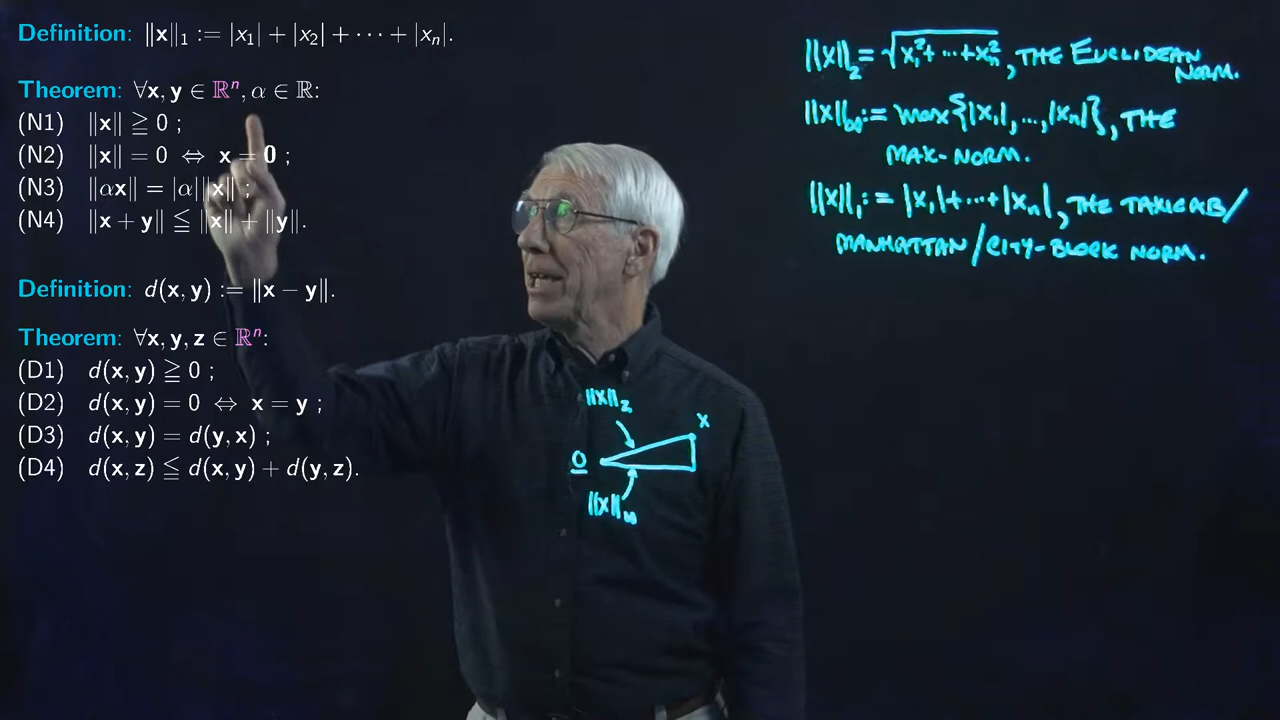 Definition: ‖x‖₁ := |x₁| + |x₂| + ··· + |xₙ|.
Theorem: ∀x, y ∈ ℝⁿ, α ∈ ℝ:
(N1) ‖x‖ ≧ 0 ;
(N2) ‖x‖ = 0 ⇔ x = 0 ;
(N3) ‖αx‖ = |α|‖x‖ ;
(N4) ‖x + y‖ ≦ ‖x‖ + ‖y‖.
Definition: d(x, y) := ‖x − y‖.
Theorem: ∀x, y, z ∈ ℝⁿ:
(D1) d(x, y) ≧ 0 ;
(D2) d(x, y) = 0 ⇔ x = y ;
(D3) d(x, y) = d(y, x) ;
(D4) d(x, z) ≦ d(x, y) + d(y, z).
‖x‖₂ = √x₁² + ··· + xₙ², THE EUCLIDEAN
NORM.
‖x‖∞ := max{|x₁|, ..., |xₙ|}, THE
MAX-NORM.
‖x‖₁ := |x₁| + ··· + |xₙ|, THE TAXICAB/
MANHATTAN/CITY-BLOCK NORM.
‖x‖₂
x
0
‖x‖∞